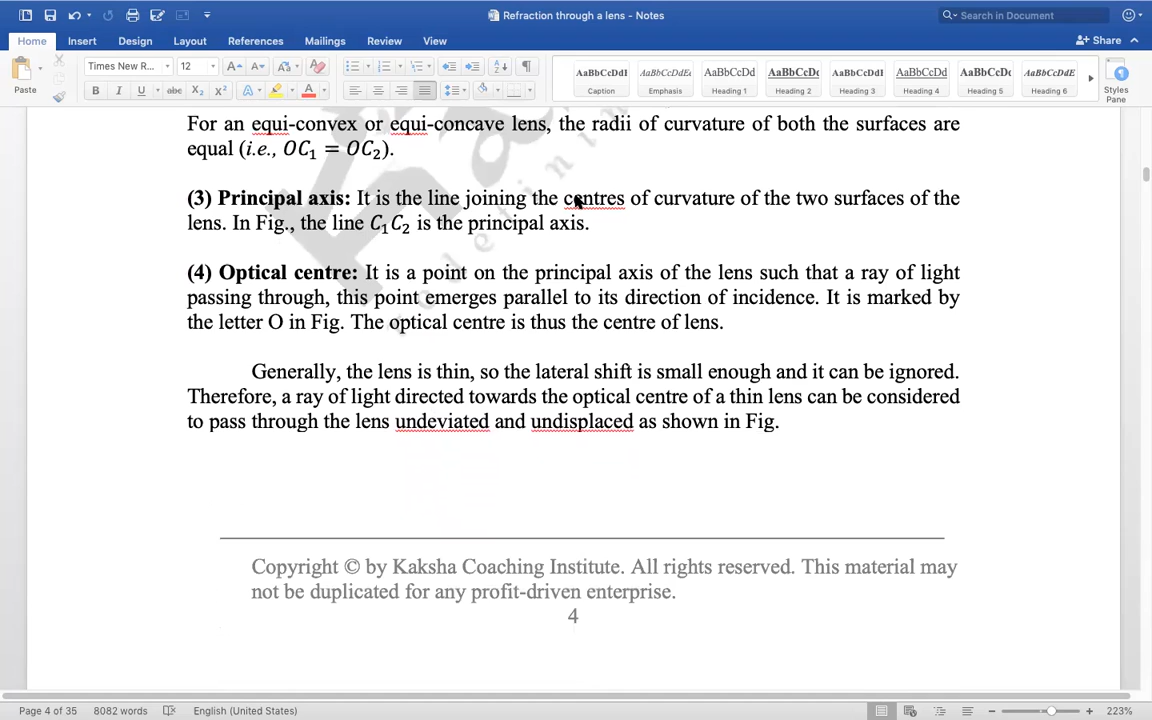 Refraction through a lens - Notes
Search in Document
Home Insert Design Layout References Mailings Review View
Share
Paste
Times New R... 12
B I U abc X₂ X² A A
AaBbCcDdI AaBbCcDdEe AaBbCcDd AaBbCcDc AaBbCcDdI AaBbCcDd AaBbCcDc AaBbCcDdE
Caption Emphasis Heading 1 Heading 2 Heading 3 Heading 4 Heading 5 Heading 6
Styles
Pane
For an equi-convex or equi-concave lens, the radii of curvature of both the surfaces are
equal (i.e., OC₁ = OC₂).
(3) Principal axis: It is the line joining the centres of curvature of the two surfaces of the
lens. In Fig., the line C₁C₂ is the principal axis.
(4) Optical centre: It is a point on the principal axis of the lens such that a ray of light
passing through, this point emerges parallel to its direction of incidence. It is marked by
the letter O in Fig. The optical centre is thus the centre of lens.
Generally, the lens is thin, so the lateral shift is small enough and it can be ignored.
Therefore, a ray of light directed towards the optical centre of a thin lens can be considered
to pass through the lens undeviated and undisplaced as shown in Fig.
Copyright © by Kaksha Coaching Institute. All rights reserved. This material may
not be duplicated for any profit-driven enterprise.
4
Page 4 of 35 8082 words English (United States) 223%